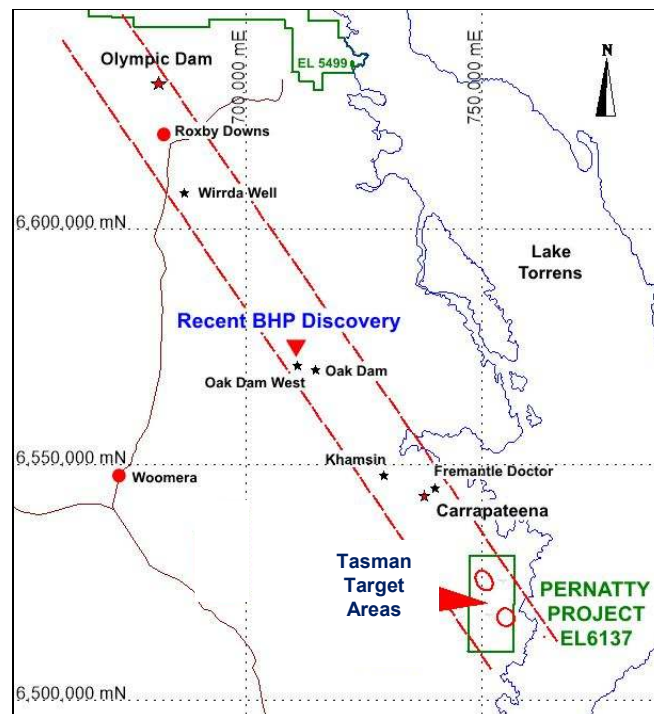 Olympic Dam
700,000 mE
EL 5499
750,000 mE
N
Roxby Downs
Wirrda Well
6,600,000 mN
Lake
Torrens
Recent BHP Discovery
Oak Dam West
Oak Dam
6,550,000 mN
Khamsin
Fremantle Doctor
Woomera
Carrapateena
Tasman
Target
Areas
PERNATTY
PROJECT
EL6137
6,500,000 mN